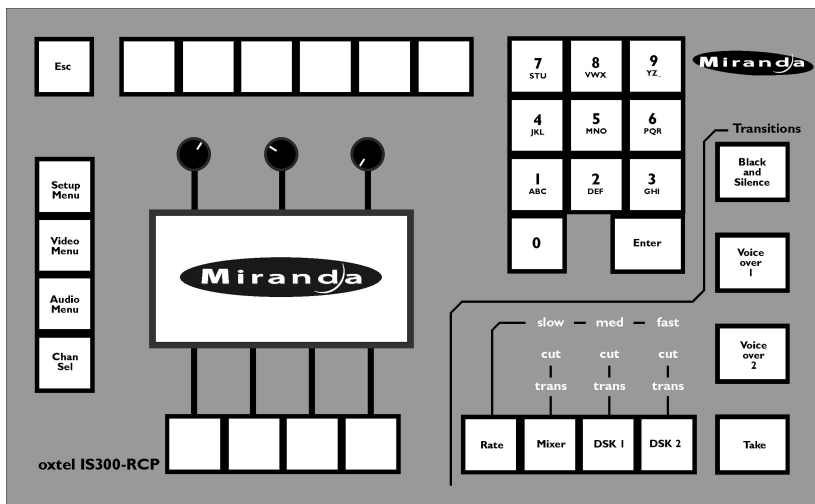 Esc
7
STU
8
VWX
9
YZ_
Miranda
4
JKL
5
MNO
6
PQR
Transitions
Setup
Menu
Video
Menu
Audio
Menu
Chan
Sel
Miranda
1
ABC
2
DEF
3
GHI
0
Enter
Black
and
Silence
Voice
over
1
Voice
over
2
slow – med – fast
cut cut cut
trans trans trans
Rate
Mixer
DSK 1
DSK 2
Take
oxtel IS300-RCP